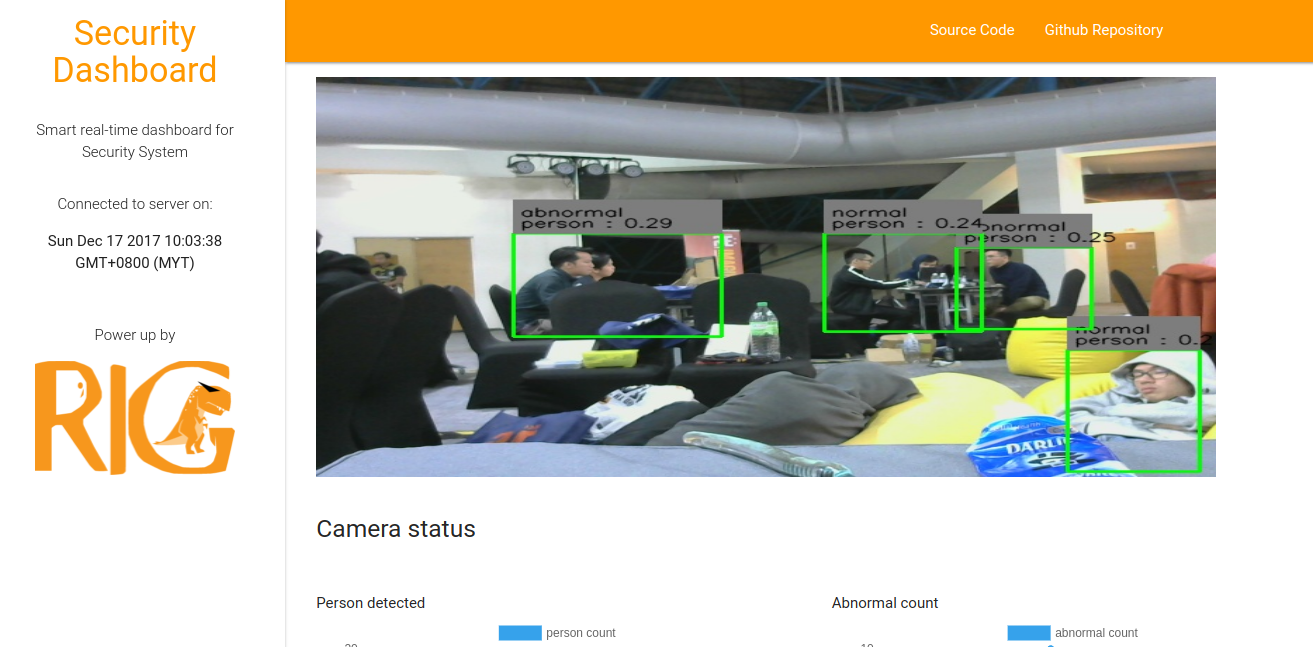 Security
Dashboard
Smart real-time dashboard for
Security System
Connected to server on:
Sun Dec 17 2017 10:03:38
GMT+0800 (MYT)
Power up by
RIG
Source Code Github Repository
abnormal
person : 0.29
normal
person : 0.24
bnormal
person : 0.25
normal
person : 0.2
DARLI
Camera status
Person detected
person count
Abnormal count
abnormal count